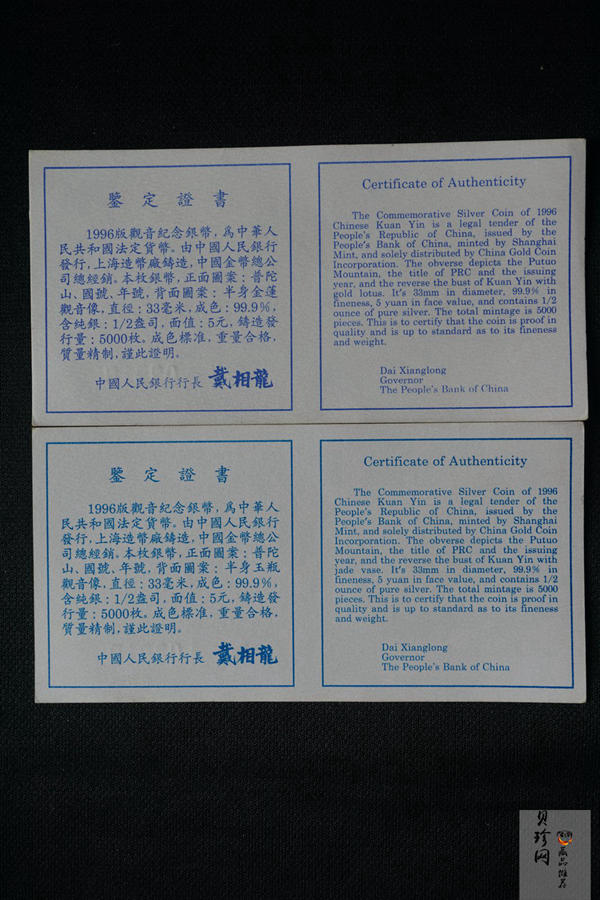 鑒定證書
1996版觀音紀念銀幣，爲中華人
民共和國法定貨幣。由中國人民銀行
發行，上海造幣廠鑄造，中國金幣總公
司總經銷。本枚銀幣，正面圖案：普陀
山、國號、年號，背面圖案：半身金蓮
觀音像，直徑：33毫米，成色：99.9%，
含純銀：1/2盎司，面值：5元，鑄造發
行量：5000枚。成色標准，重量合格，
質量精制，謹此證明。
中國人民銀行行長 戴相龍
Certificate of Authenticity
The Commemorative Silver Coin of 1996
Chinese Kuan Yin is a legal tender of the
People's Republic of China, issued by the
People's Bank of China, minted by Shanghai
Mint, and solely distributed by China Gold Coin
Incorporation. The obverse depicts the Putuo
Mountain, the title of PRC and the issuing
year, and the reverse the bust of Kuan Yin with
gold lotus. It's 33mm in diameter, 99.9% in
fineness, 5 yuan in face value, and contains 1/2
ounce of pure silver. The total mintage is 5000
pieces. This is to certify that the coin is proof in
quality and is up to standard as to its fineness
and weight.
Dai Xianglong
Governor
The People's Bank of China
鑒定證書
1996版觀音紀念銀幣，爲中華人
民共和國法定貨幣。由中國人民銀行
發行，上海造幣廠鑄造，中國金幣總公
司總經銷。本枚銀幣，正面圖案：普陀
山、國號、年號，背面圖案：半身玉瓶
觀音像，直徑：33毫米，成色：99.9%，
含純銀：1/2盎司，面值：5元，鑄造發
行量：5000枚。成色標准，重量合格，
質量精制，謹此證明。
中國人民銀行行長 戴相龍
Certificate of Authenticity
The Commemorative Silver Coin of 1996
Chinese Kuan Yin is a legal tender of the
People's Republic of China, issued by the
People's Bank of China, minted by Shanghai
Mint, and solely distributed by China Gold Coin
Incorporation. The obverse depicts the Putuo
Mountain, the title of PRC and the issuing
year, and the reverse the bust of Kuan Yin with
jade vase. It's 33mm in diameter, 99.9% in
fineness, 5 yuan in face value, and contains 1/2
ounce of pure silver. The total mintage is 5000
pieces. This is to certify that the coin is proof in
quality and is up to standard as to its fineness
and weight.
Dai Xianglong
Governor
The People's Bank of China
贝珍网
藏品推荐